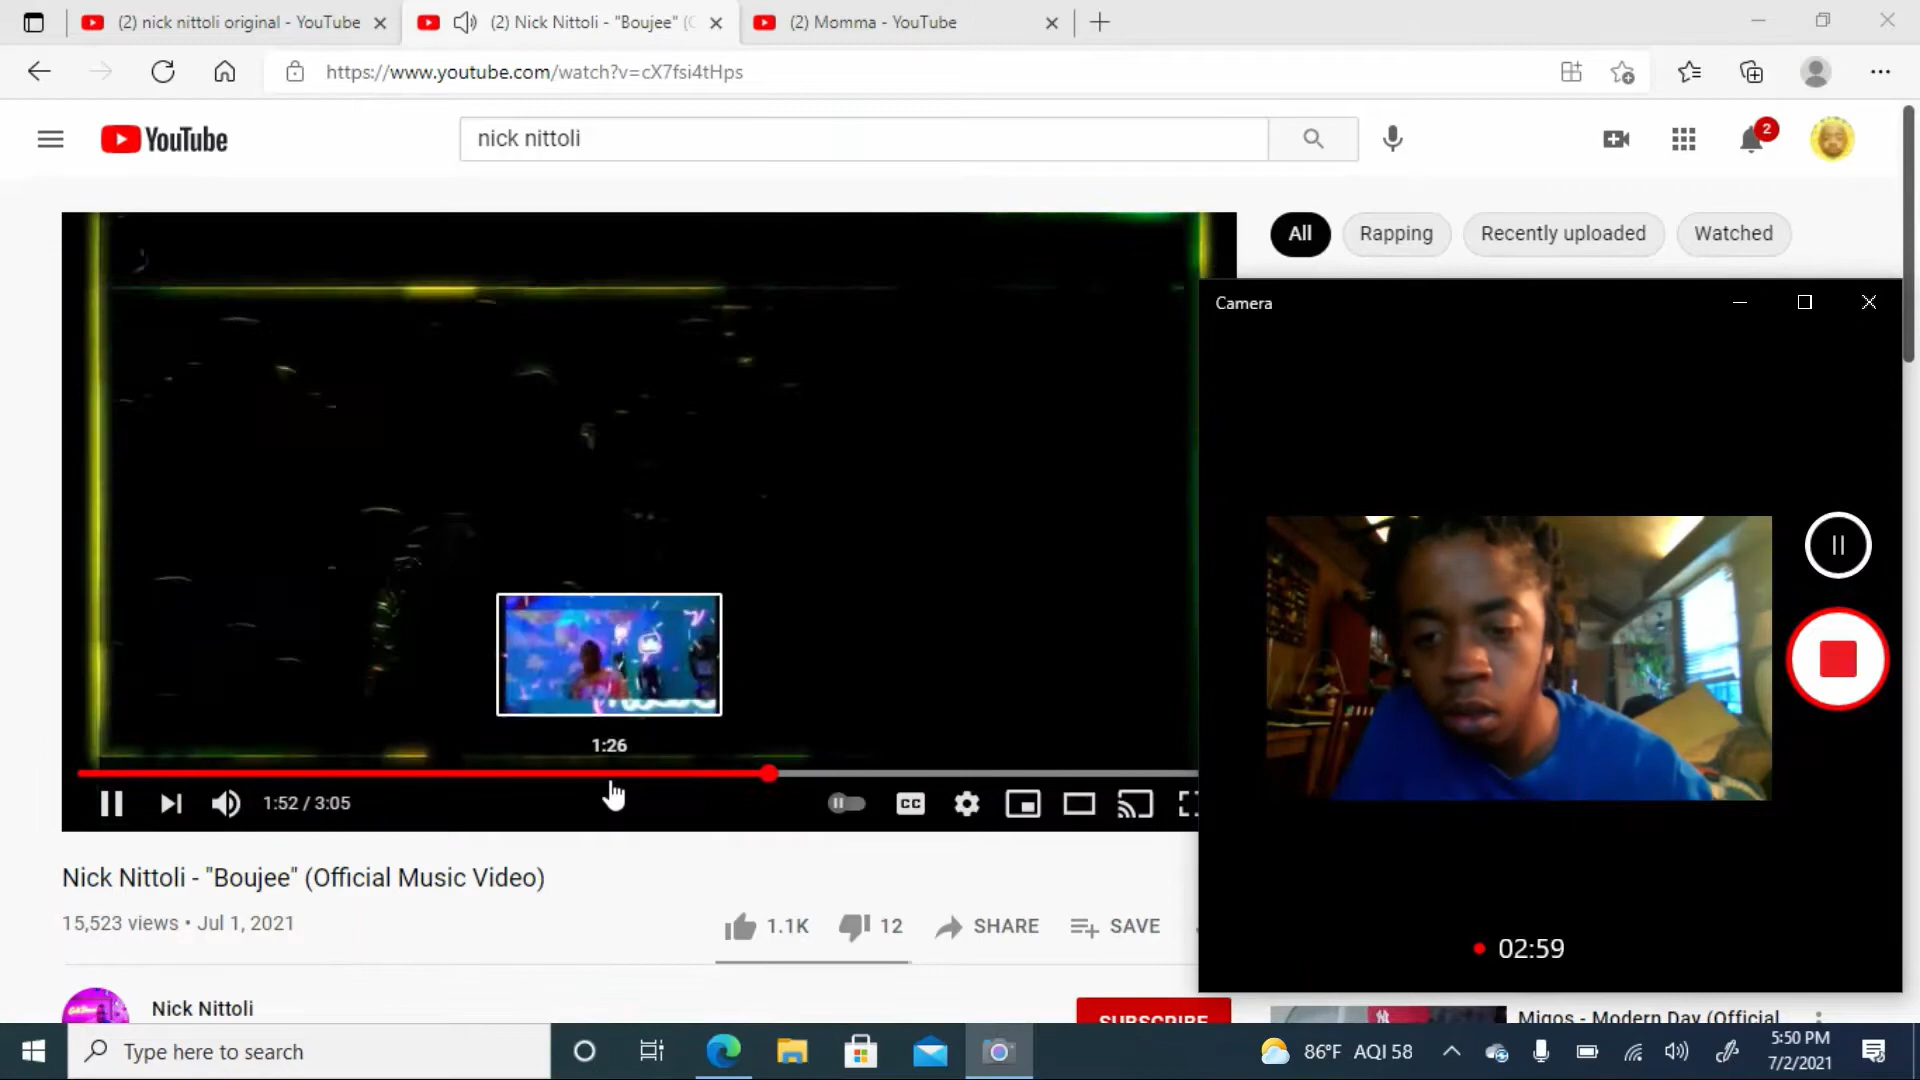 (2) nick nittoli original - YouTube
(2) Nick Nittoli - "Boujee" (
(2) Momma - YouTube
https://www.youtube.com/watch?v=cX7fsi4tHps
YouTube
nick nittoli
2
All
Rapping
Recently uploaded
Watched
Camera
1:26
1:52 / 3:05
CC
Nick Nittoli - "Boujee" (Official Music Video)
15,523 views • Jul 1, 2021
1.1K
12
SHARE
SAVE
02:59
Nick Nittoli
SUBSCRIBE
Migos - Modern Day (Official
Type here to search
86°F AQI 58
5:50 PM
7/2/2021